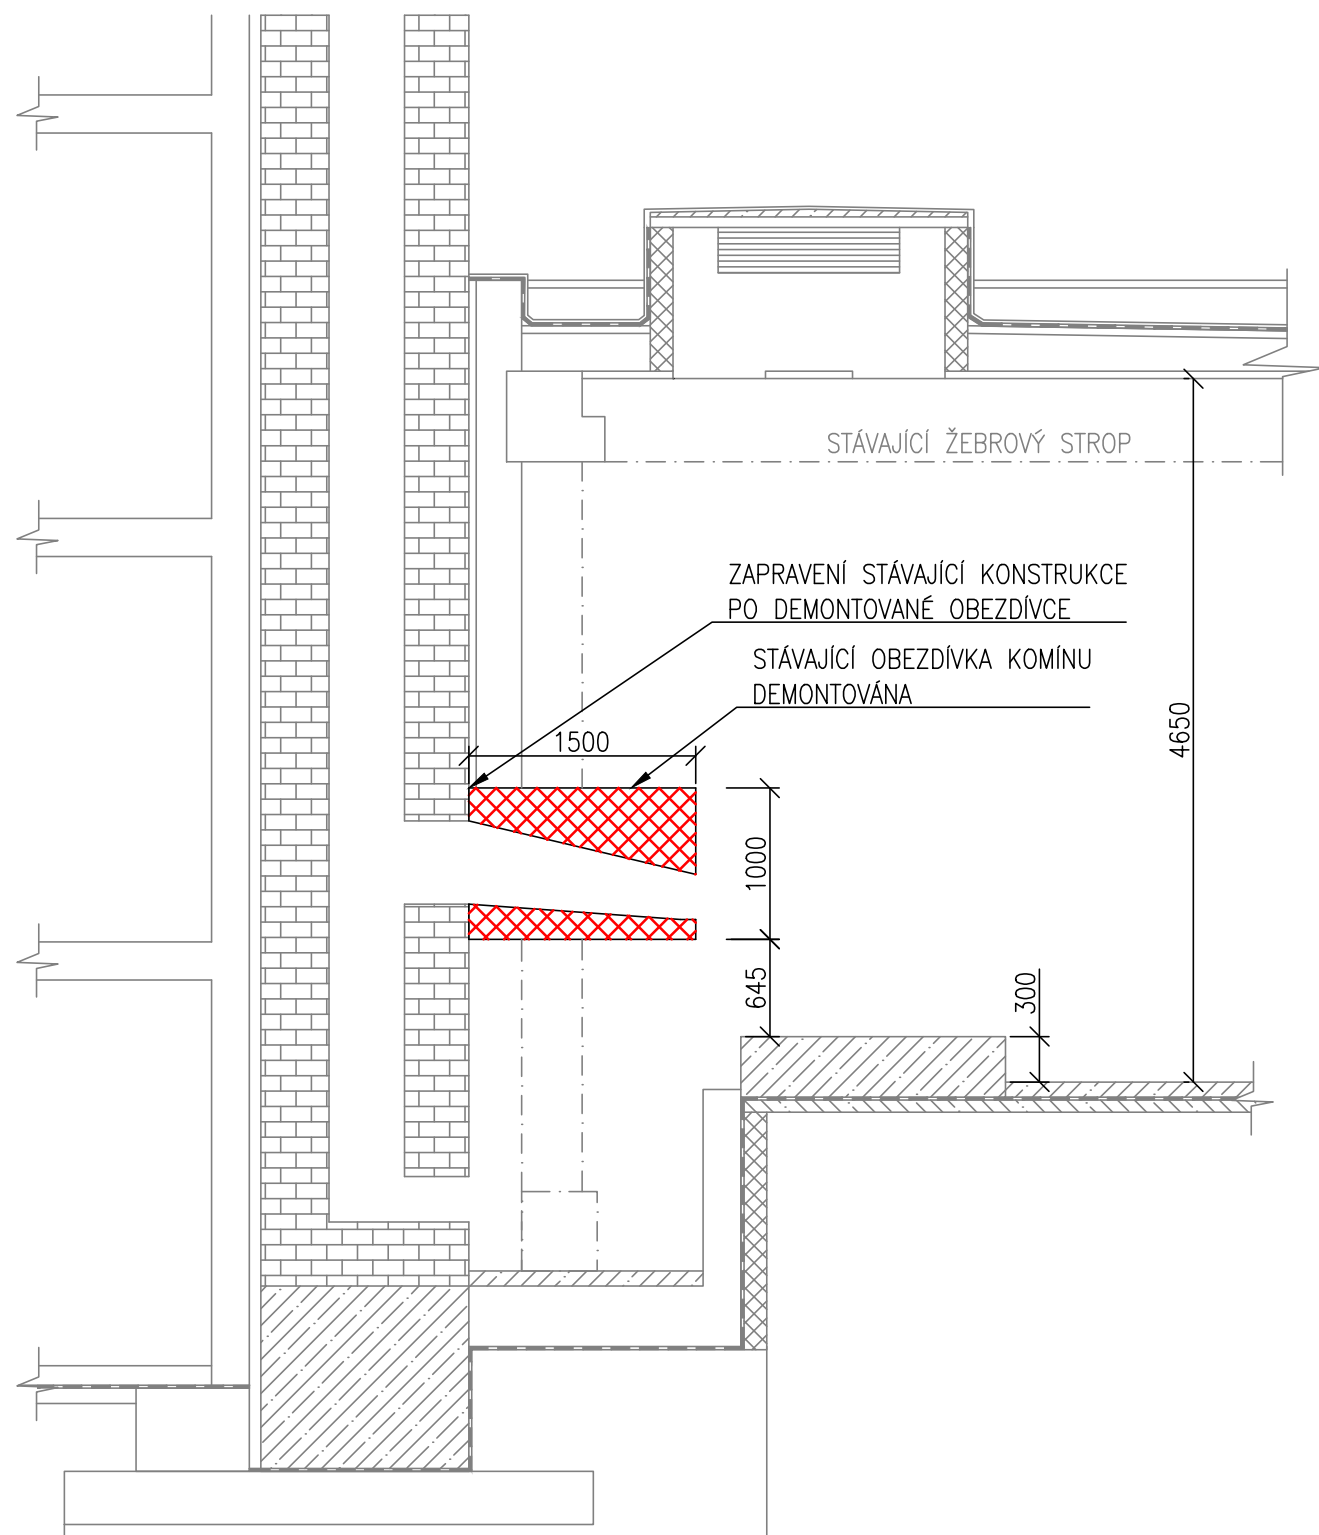 STÁVAJÍCÍ ŽEBROVÝ STROP
ZAPRAVENÍ STÁVAJÍCÍ KONSTRUKCE
PO DEMONTOVANÉ OBEZDÍVCE
STÁVAJÍCÍ OBEZDÍVKA KOMÍNU
DEMONTOVÁNA
1500
4650
1000
645
300